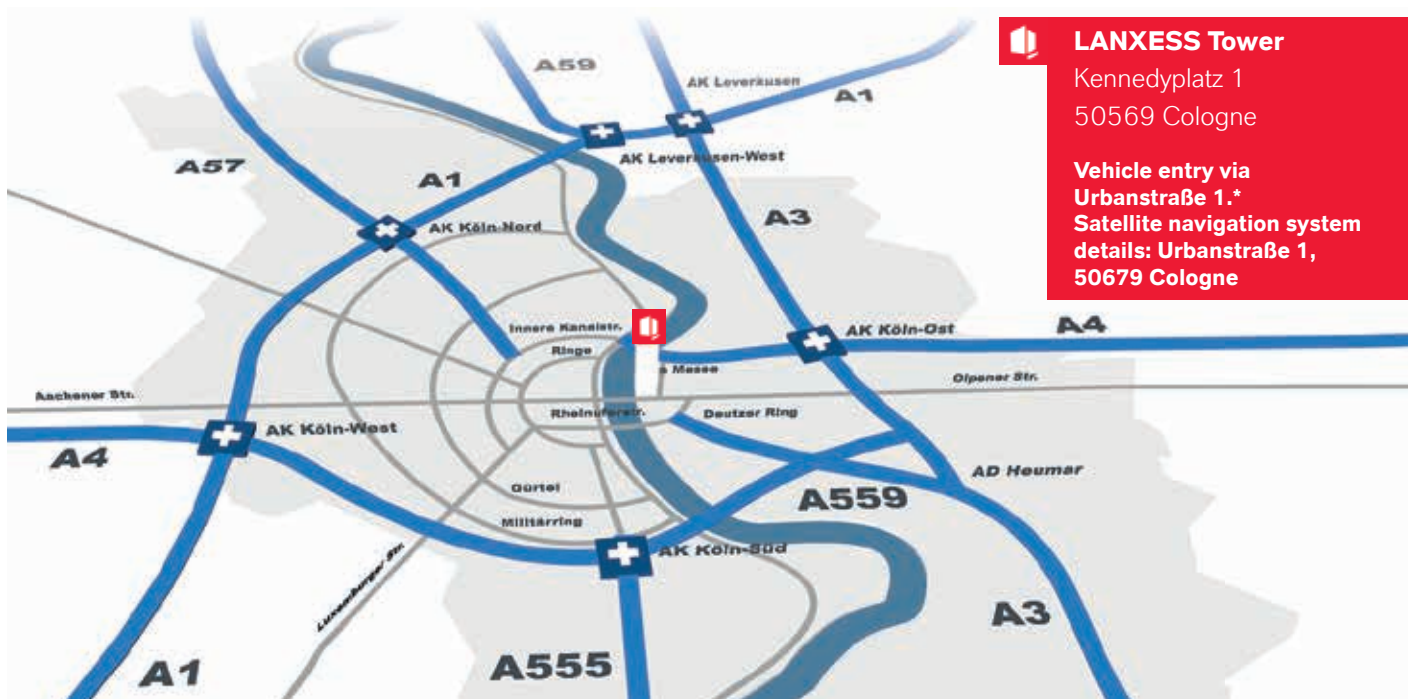 LANXESS Tower
Kennedyplatz 1
50569 Cologne
Vehicle entry via
Urbanstraße 1.*
Satellite navigation system
details: Urbanstraße 1,
50679 Cologne
A59
AK Leverkusen
A1
AK Leverkusen-West
A57
A1
A3
AK Köln-Nord
Innere Kanalstr.
Ringe
AK Köln-Ost
A4
Messe
Olpener Str.
Aachener Str.
Rheinuferstr.
Deutzer Ring
AK Köln-West
A4
AD Heumar
Gürtel
A559
Militärring
AK Köln-Süd
Luxemburger Str.
A3
A1
A555